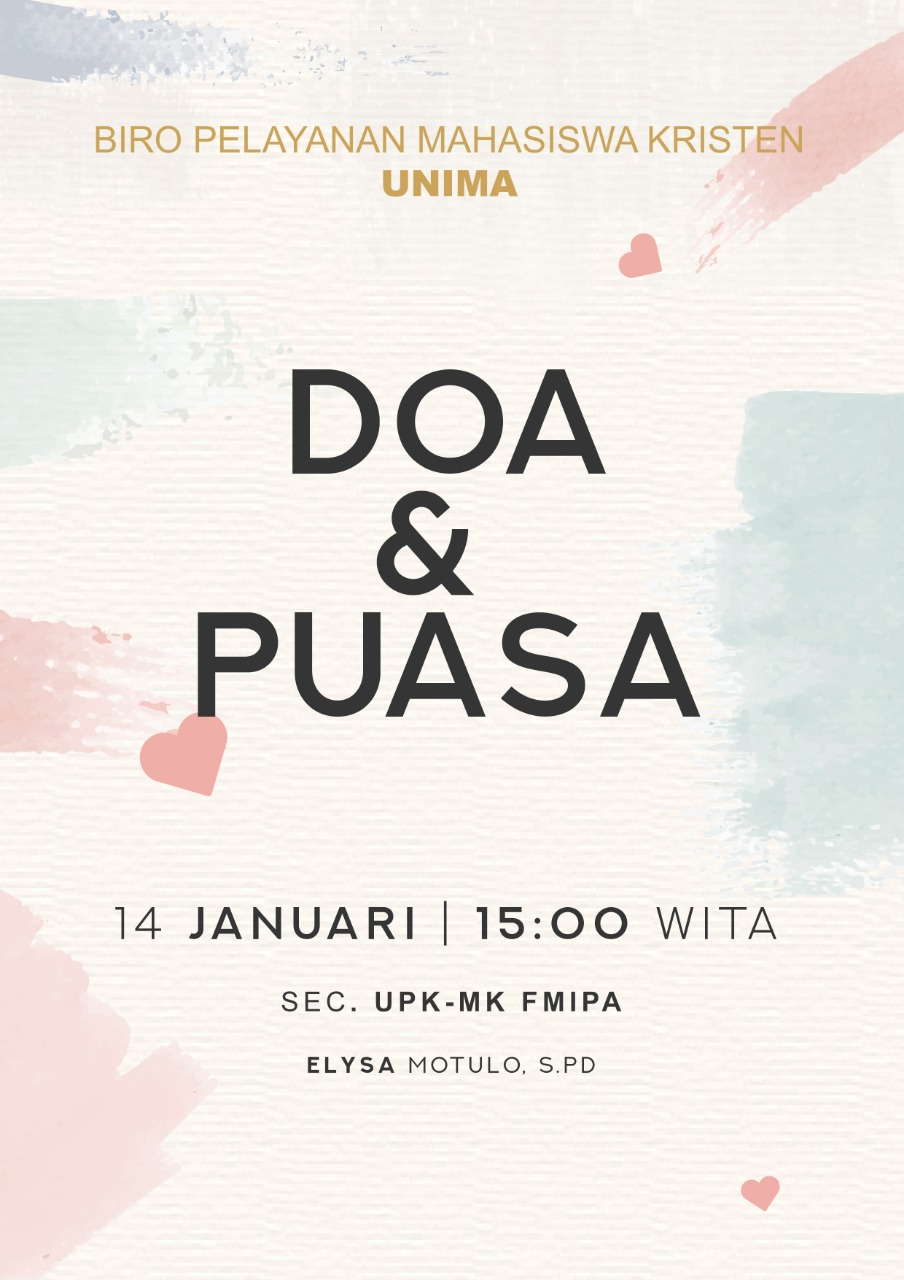 BIRO PELAYANAN MAHASISWA KRISTEN
UNIMA
DOA
&
PUASA
14 JANUARI | 15:00 WITA
SEC. UPK-MK FMIPA
ELYSA MOTULO, S.PD